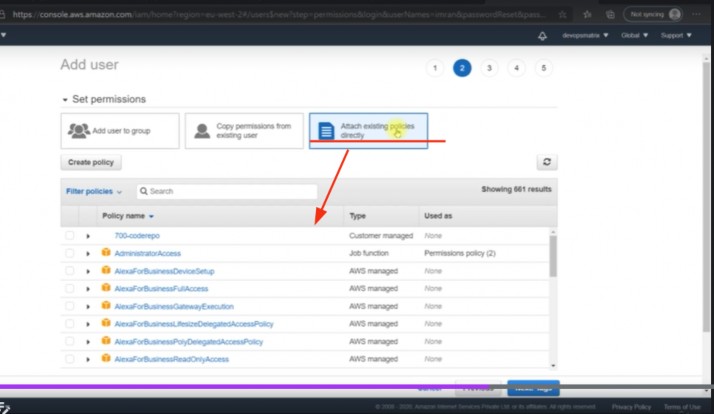 https://console.aws.amazon.com/iam/home?region=eu-west-2#/users$new?step=permissions&login&userNames=imran&passwordReset&pass...
Not syncing
devopsmatrix Global Support
Add user
1 2 3 4 5
Set permissions
Add user to group
Copy permissions from
existing user
Attach existing policies
directly
Create policy
Filter policies Search Showing 661 results
Policy name Type Used as
700-coderepo Customer managed None
AdministratorAccess Job function Permissions policy (2)
AlexaForBusinessDeviceSetup AWS managed None
AlexaForBusinessFullAccess AWS managed None
AlexaForBusinessGatewayExecution AWS managed None
AlexaForBusinessLifesizeDelegatedAccessPolicy AWS managed None
AlexaForBusinessPolyDelegatedAccessPolicy AWS managed None
AlexaForBusinessReadOnlyAccess AWS managed None
Cancel Previous Next: Tags
© 2008 - 2020, Amazon Internet Services Private Ltd. or its affiliates. All rights reserved. Privacy Policy Terms of Use